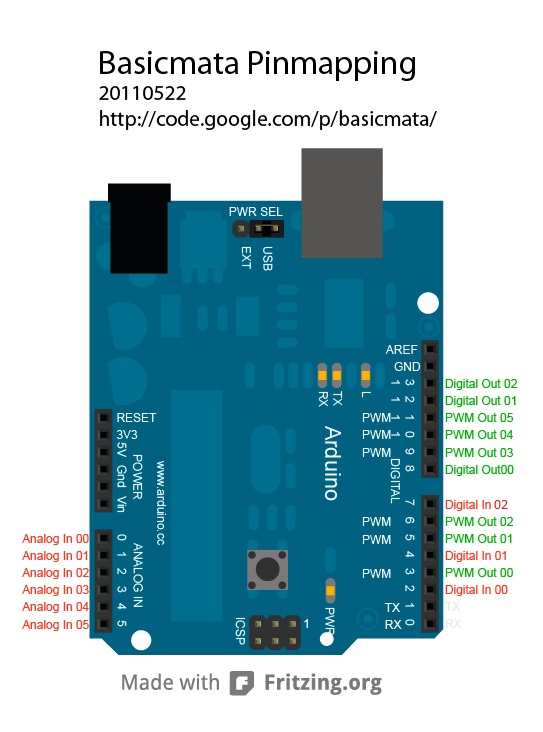 Basicmata Pinmapping
20110522
http://code.google.com/p/basicmata/
PWR SEL
EXT
USB
AREF
GND
13 Digital Out 02
12 Digital Out 01
RX
TX
L
RESET
PWM 11 PWM Out 05
3V3
PWM 10 PWM Out 04
5V
PWM 9 PWM Out 03
Gnd
8 Digital Out00
Vin
POWER
www.arduino.cc
Arduino
DIGITAL
7 Digital In 02
PWM 6 PWM Out 02
Analog In 00 0
PWM 5 PWM Out 01
Analog In 01 1
4 Digital In 01
Analog In 02 2
PWM 3 PWM Out 00
Analog In 03 3
2 Digital In 00
Analog In 04 4
TX 1 TX
Analog In 05 5
RX 0 RX
ANALOG IN
ICSP
1
PWR
Made with Fritzing.org